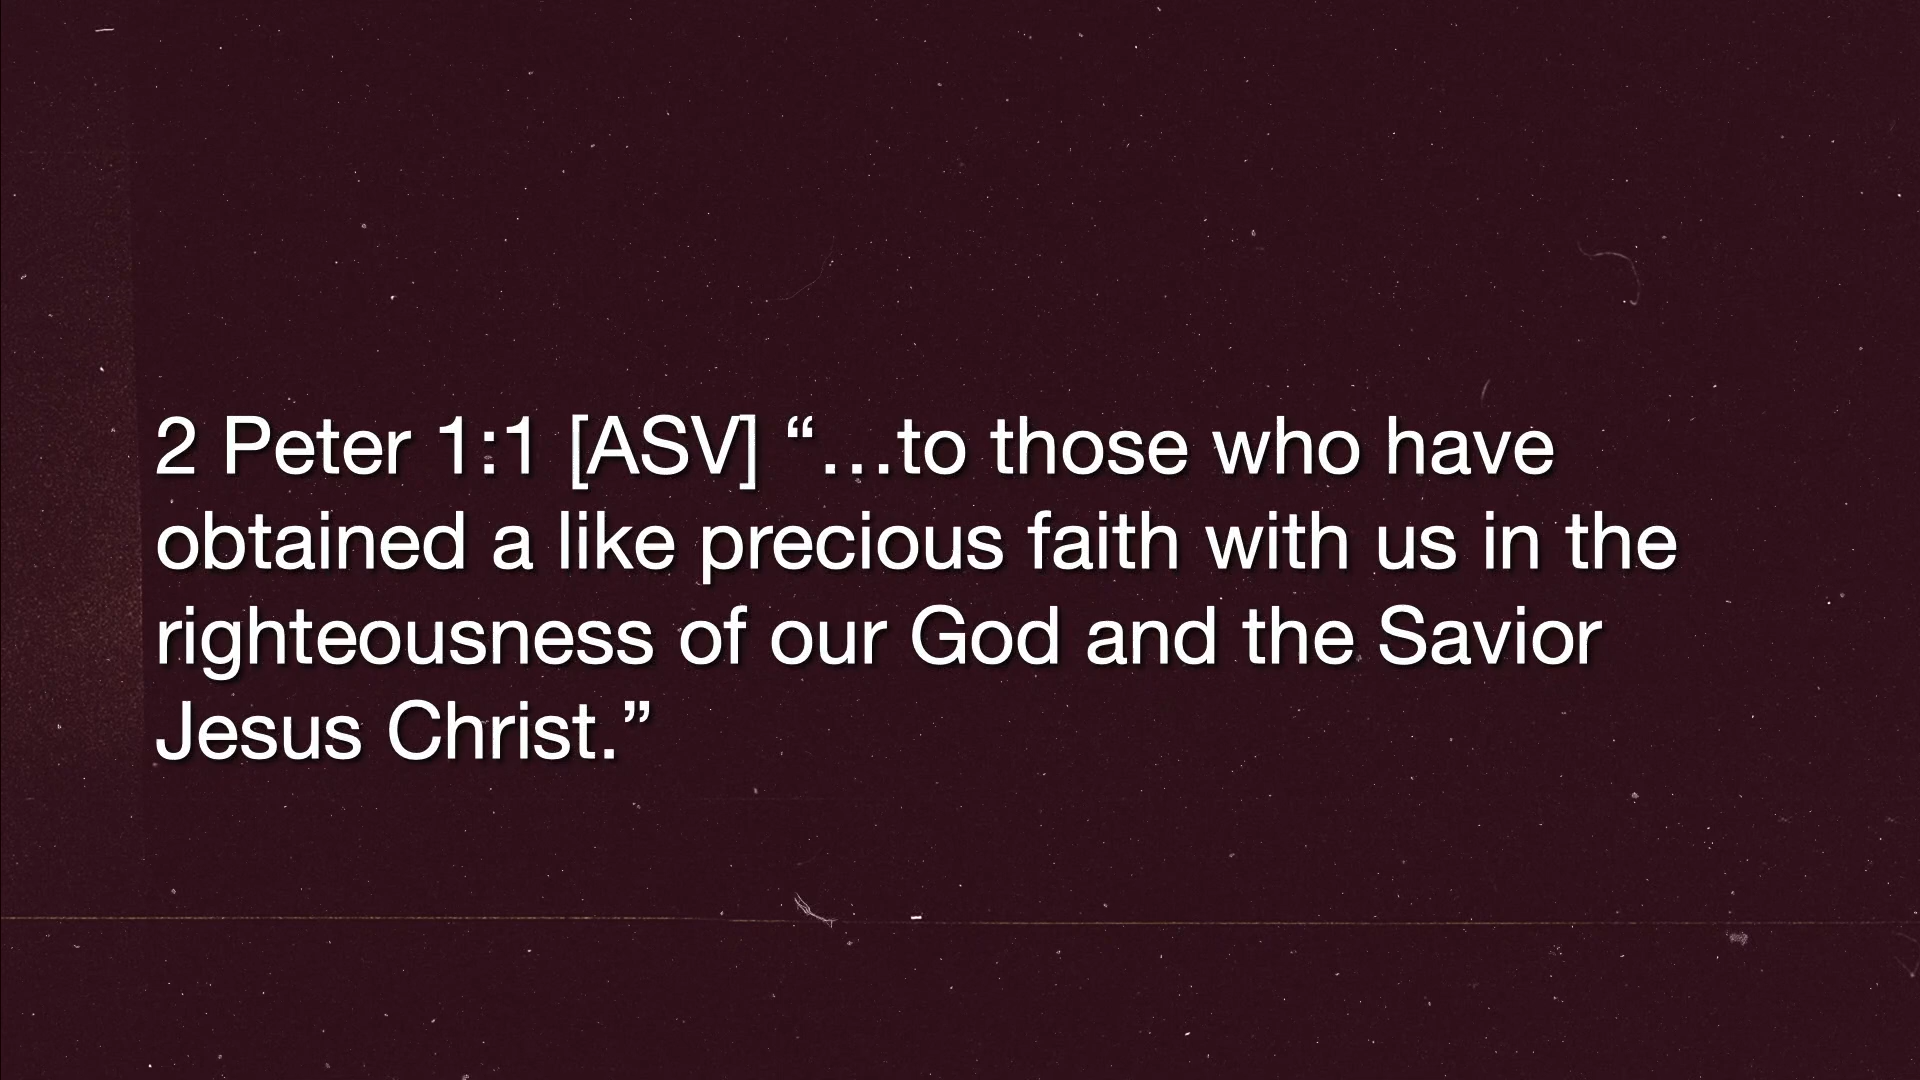 2 Peter 1:1 [ASV] “…to those who have
obtained a like precious faith with us in the
righteousness of our God and the Savior
Jesus Christ.”